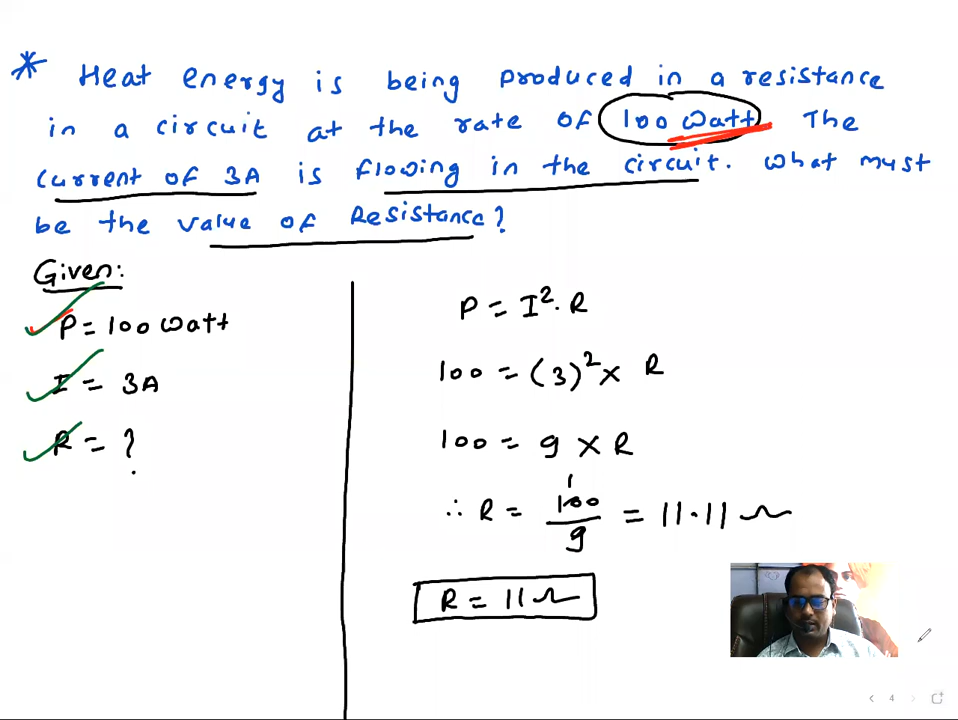 * Heat energy is being produced in a resistance
in a circuit at the rate of 100 watt. The
current of 3A is flowing in the circuit. What must
be the value of Resistance?
Given:
P = 100 watt
I = 3A
R = ?
P = I². R
100 = (3)² × R
100 = 9 × R
∴ R = 100/9 = 11.11 Ω
R = 11 Ω
4